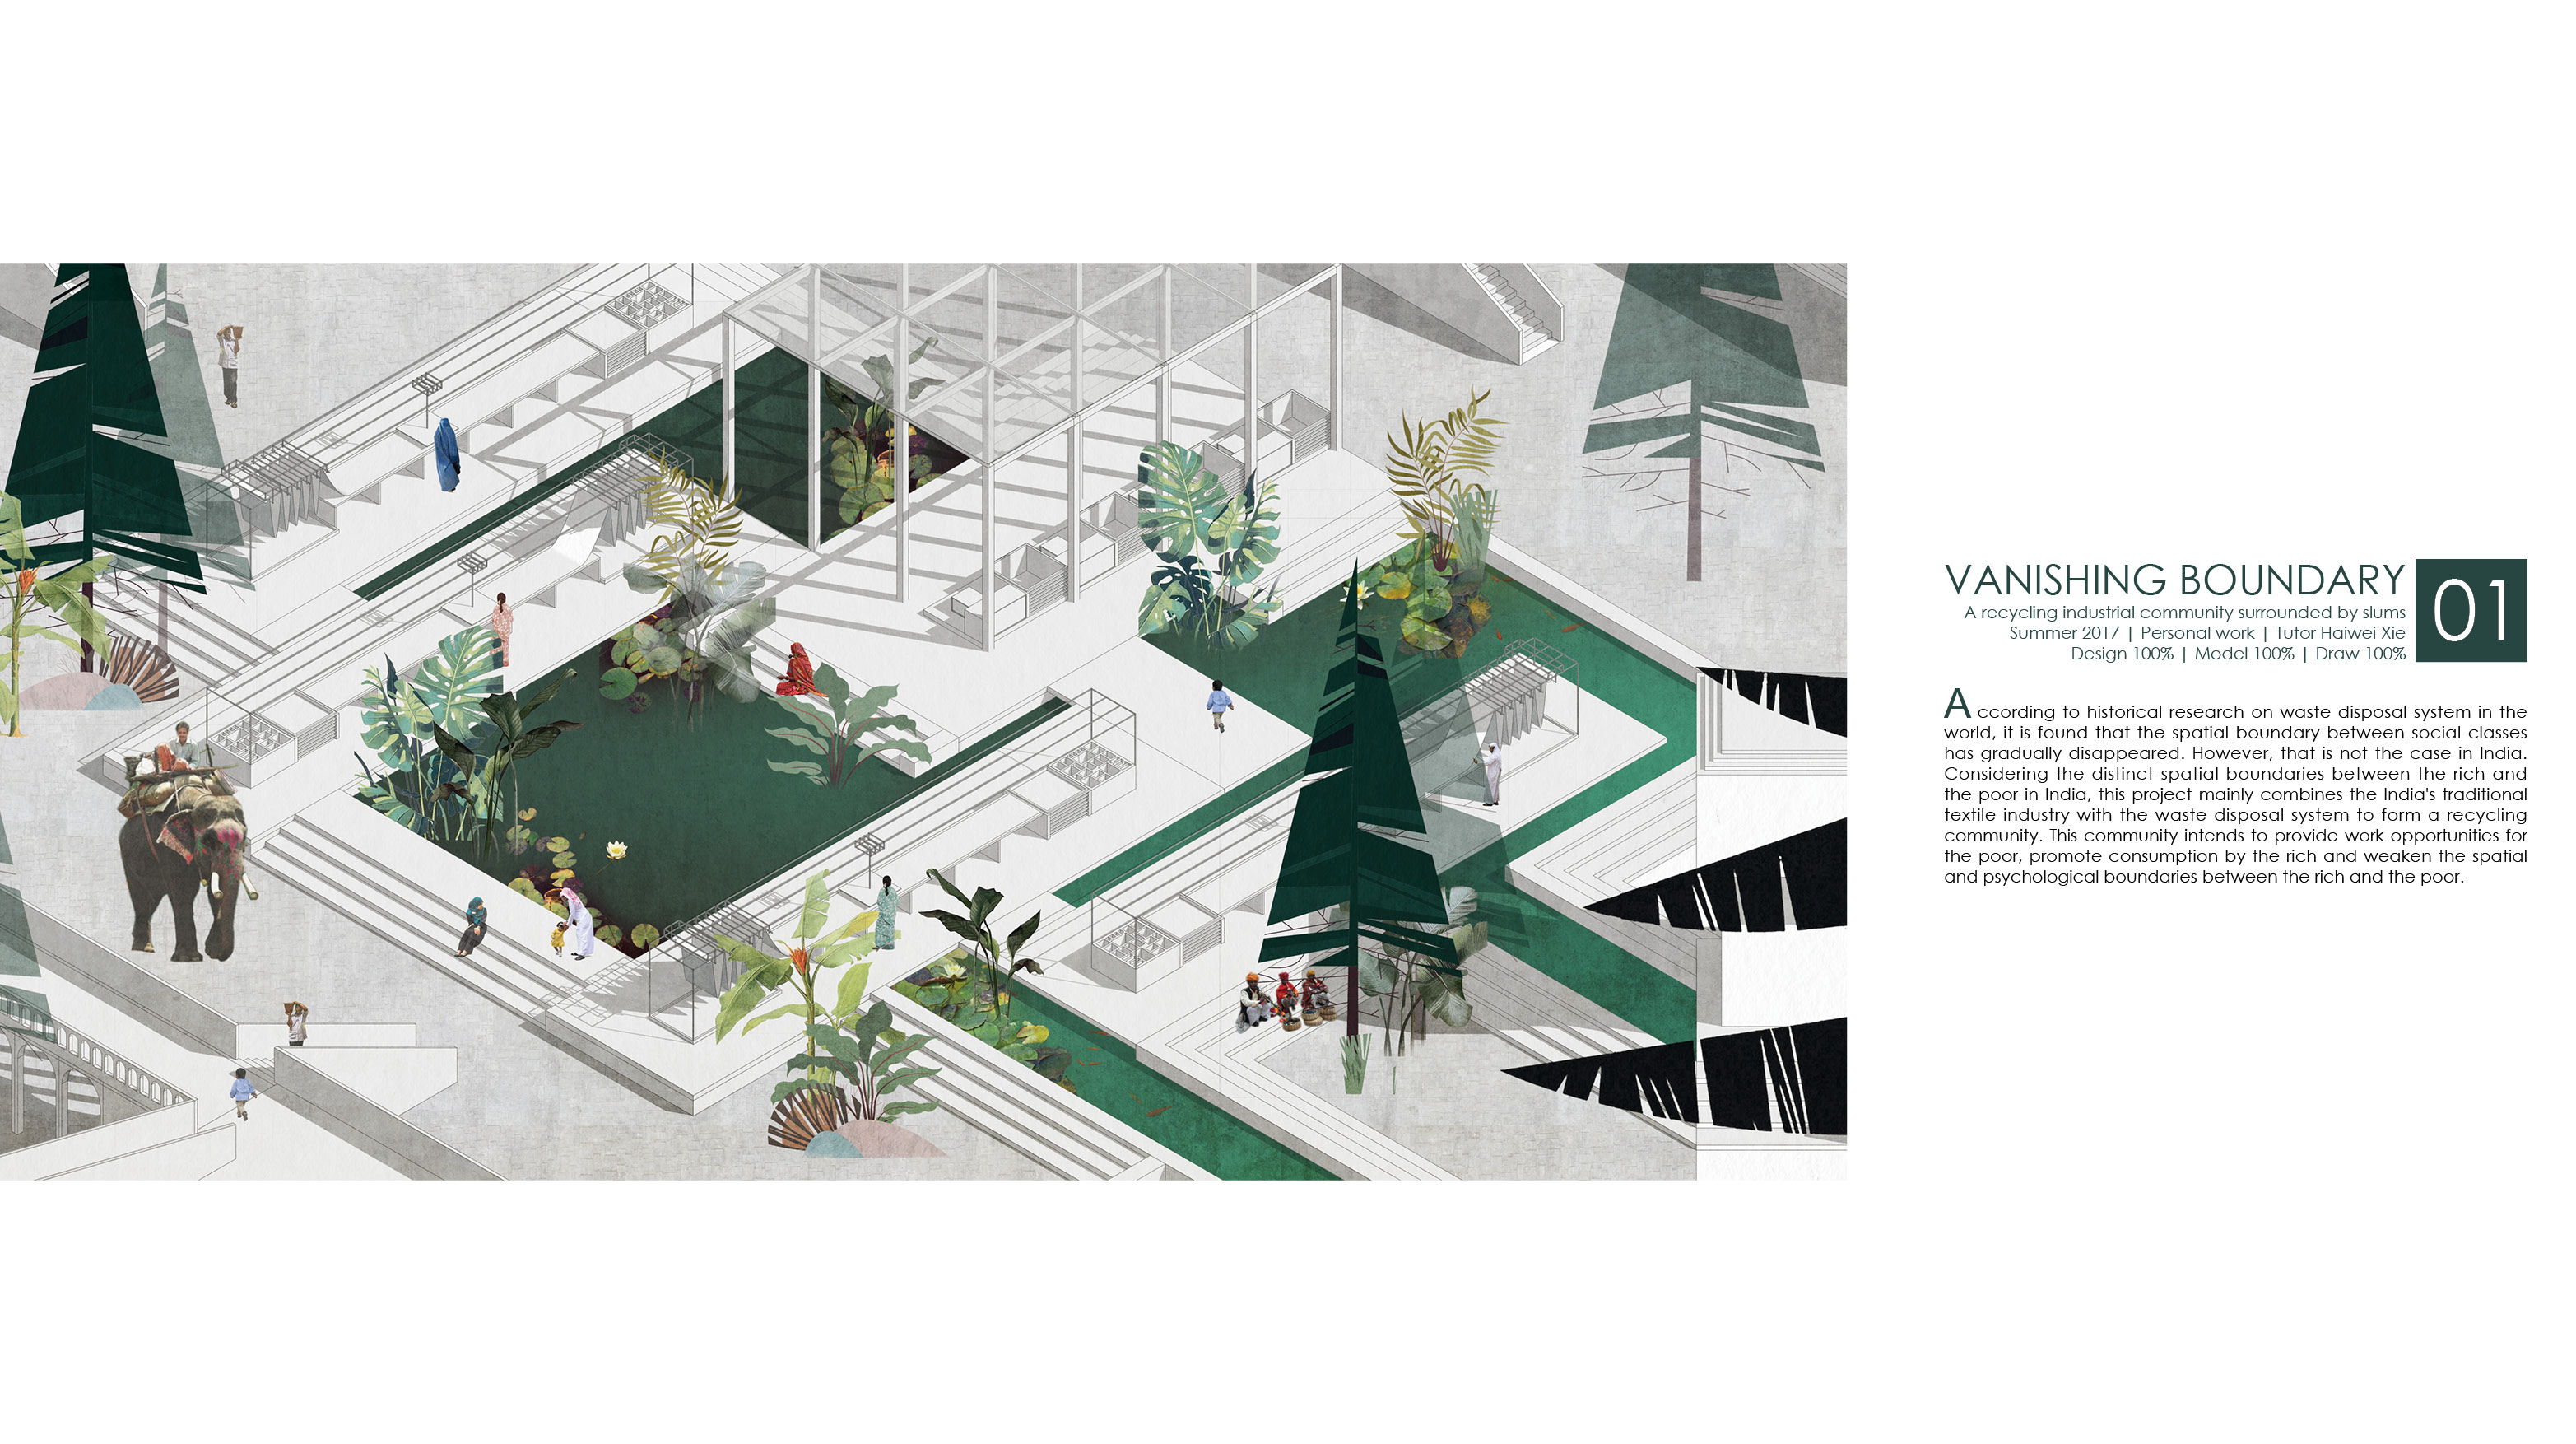 VANISHING BOUNDARY
01
A recycling industrial community surrounded by slums
Summer 2017 | Personal work | Tutor Haiwei Xie
Design 100% | Model 100% | Draw 100%
According to historical research on waste disposal system in the
world, it is found that the spatial boundary between social classes
has gradually disappeared. However, that is not the case in India.
Considering the distinct spatial boundaries between the rich and
the poor in India, this project mainly combines the India's traditional
textile industry with the waste disposal system to form a recycling
community. This community intends to provide work opportunities for
the poor, promote consumption by the rich and weaken the spatial
and psychological boundaries between the rich and the poor.